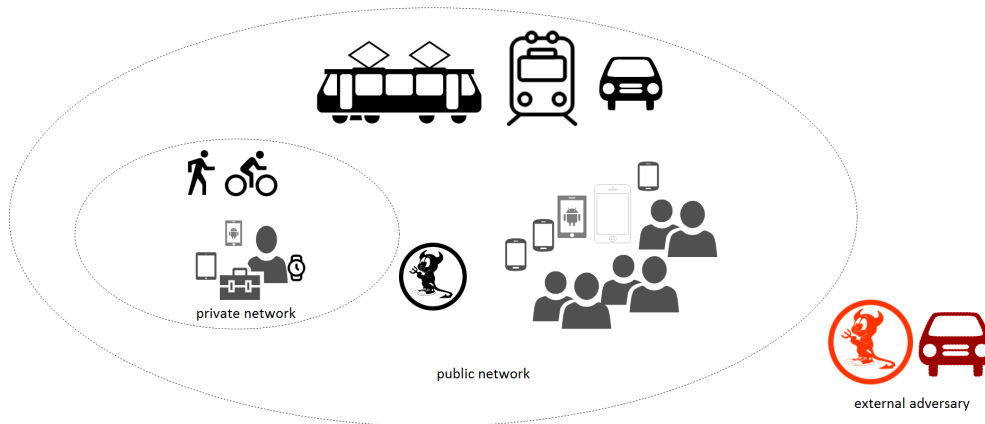 private network
public network
external adversary